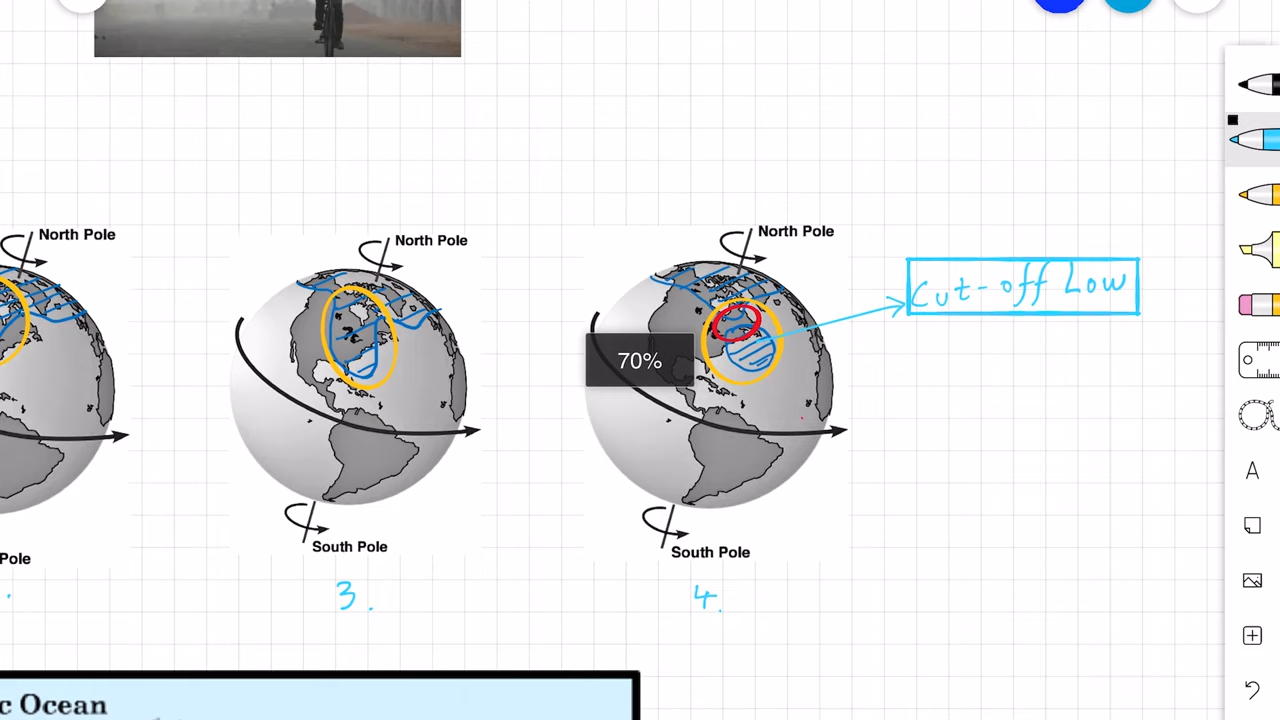 North Pole
North Pole
North Pole
Cut-off Low
70%
South Pole
South Pole
Pole
3.
4.
c Ocean
A